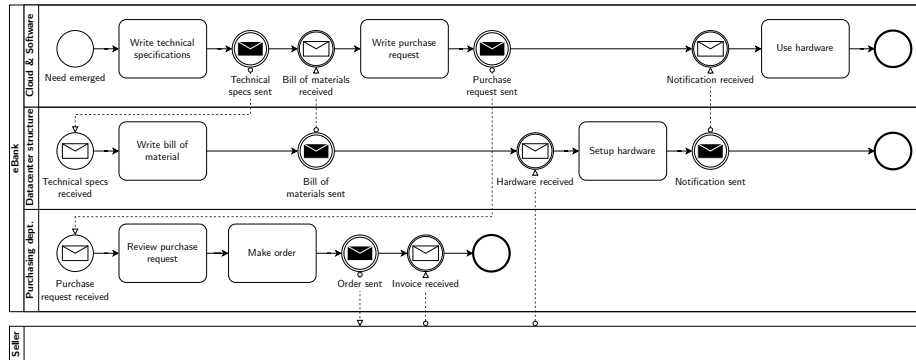 eBank
Cloud & Software
Need emerged
Write technical
specifications
Technical
specs sent
Bill of materials
received
Write purchase
request
Purchase
request sent
Notification received
Use hardware
Datacenter structure
Technical specs
received
Write bill of
material
Bill of
materials sent
Hardware received
Setup hardware
Notification sent
Purchasing dept.
Purchase
request received
Review purchase
request
Make order
Order sent
Invoice received
Seller